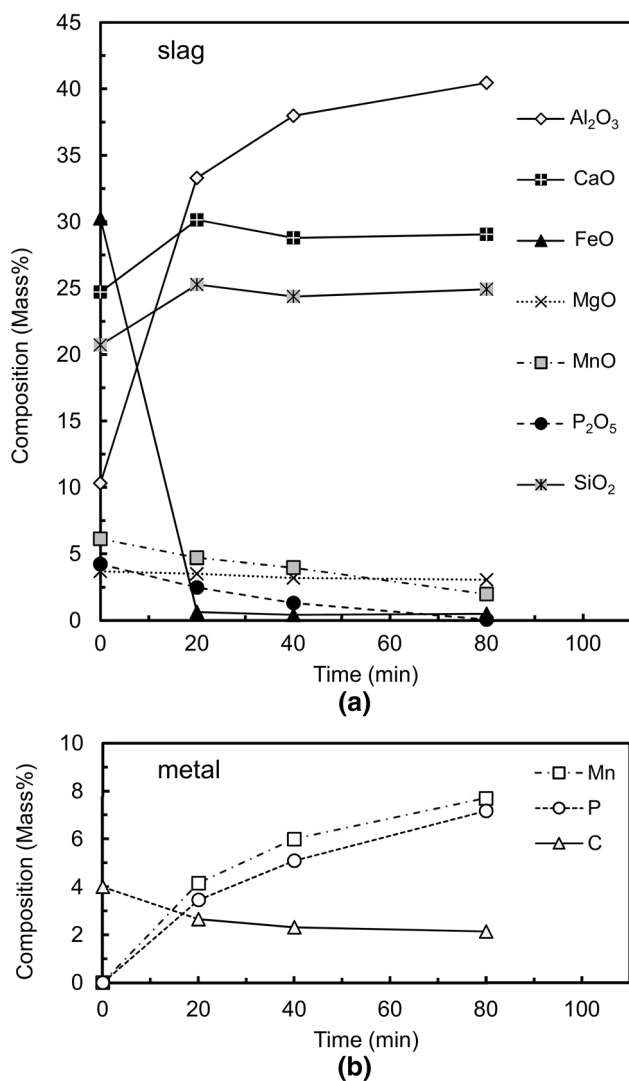 slag
45
40
35
30
25
20
15
10
5
0
Composition (Mass%)
0 20 40 60 80 100
Time (min)
Al₂O₃
CaO
FeO
MgO
MnO
P₂O₅
SiO₂
(a)
metal
10
8
6
4
2
0
Composition (Mass%)
0 20 40 60 80 100
Time (min)
Mn
P
C
(b)